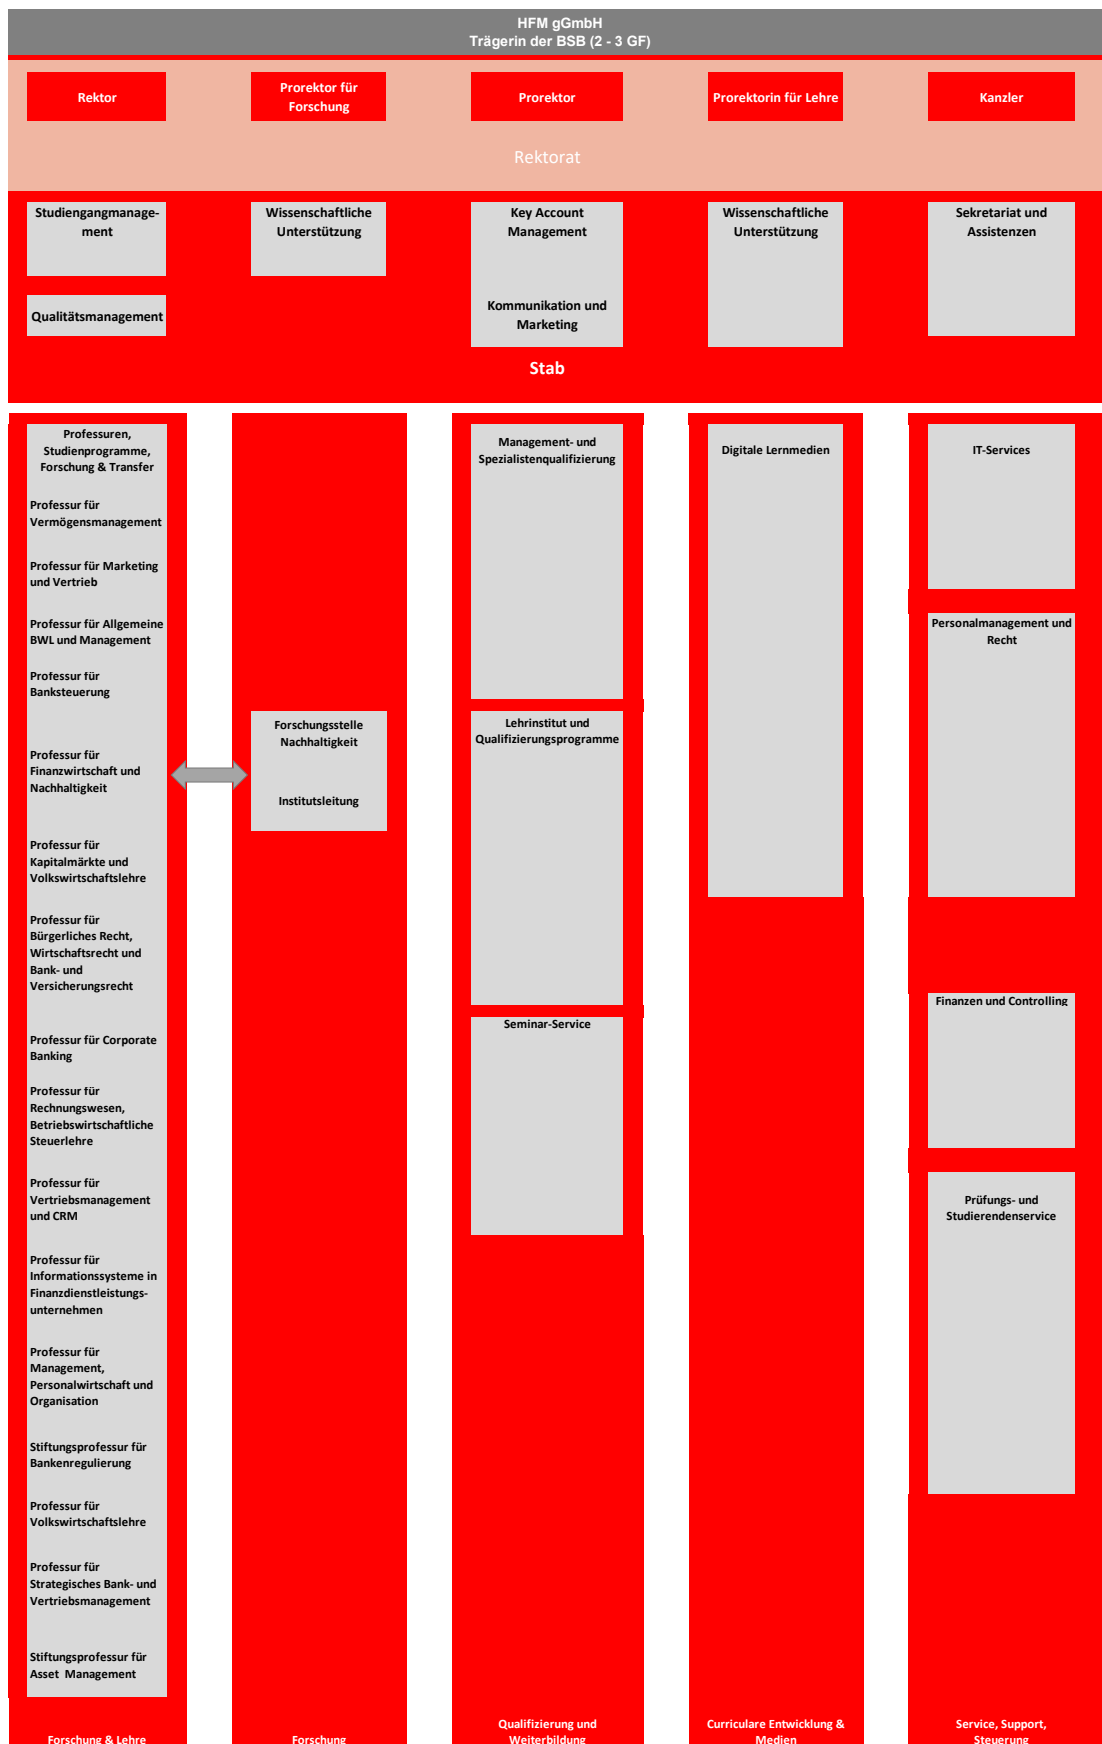 HFM gGmbH
Trägerin der BSB (2 - 3 GF)
Rektor
Prorektor für
Forschung
Prorektor
Prorektorin für Lehre
Kanzler
Rektorat
Studiengangmanage-
ment
Wissenschaftliche
Unterstützung
Key Account
Management
Wissenschaftliche
Unterstützung
Sekretariat und
Assistenzen
Qualitätsmanagement
Kommunikation und
Marketing
Stab
Professuren,
Studienprogramme,
Forschung & Transfer
Professur für
Vermögensmanagement
Professur für Marketing
und Vertrieb
Professur für Allgemeine
BWL und Management
Professur für
Banksteuerung
Professur für
Finanzwirtschaft und
Nachhaltigkeit
Professur für
Kapitalmärkte und
Volkswirtschaftslehre
Professur für
Bürgerliches Recht,
Wirtschaftsrecht und
Bank- und
Versicherungsrecht
Professur für Corporate
Banking
Professur für
Rechnungswesen,
Betriebswirtschaftliche
Steuerlehre
Professur für
Vertriebsmanagement
und CRM
Professur für
Informationssysteme in
Finanzdienstleistungs-
unternehmen
Professur für
Management,
Personalwirtschaft und
Organisation
Stiftungsprofessur für
Bankenregulierung
Professur für
Volkswirtschaftslehre
Professur für
Strategisches Bank- und
Vertriebsmanagement
Stiftungsprofessur für
Asset Management
Forschung & Lehre
Forschungsstelle
Nachhaltigkeit
Institutsleitung
Forschung
Management- und
Spezialistenqualifizierung
Lehrinstitut und
Qualifizierungsprogramme
Seminar-Service
Qualifizierung und
Weiterbildung
Digitale Lernmedien
Curriculare Entwicklung &
Medien
IT-Services
Personalmanagement und
Recht
Finanzen und Controlling
Prüfungs- und
Studierendenservice
Service, Support,
Steuerung